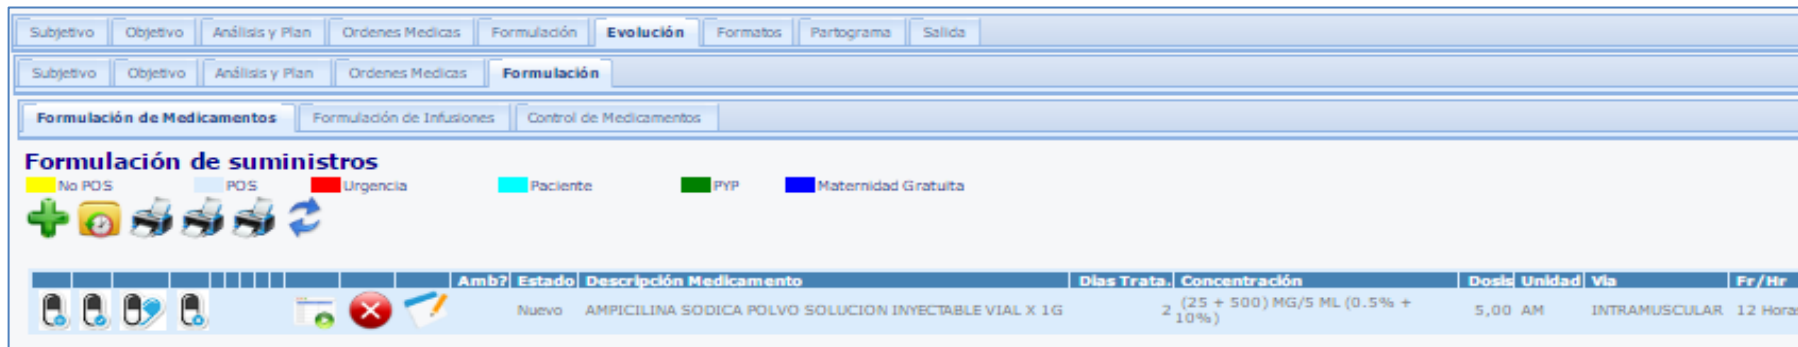 Subjetivo Objetivo Análisis y Plan Ordenes Medicas Formulación Evolución Formatos Partograma Salida
Subjetivo Objetivo Análisis y Plan Ordenes Medicas Formulación
Formulación de Medicamentos Formulación de Infusiones Control de Medicamentos
Formulación de suministros
No POS POS Urgencia Paciente PYP Maternidad Gratuita
Amb? Estado Descripción Medicamento Dias Trata. Concentración Dosis Unidad Via Fr/Hr
Nuevo AMPICILINA SODICA POLVO SOLUCION INYECTABLE VIAL X 1G 2 (25 + 500) MG/5 ML (0.5% + 5,00 AM INTRAMUSCULAR 12 Horas
10%)